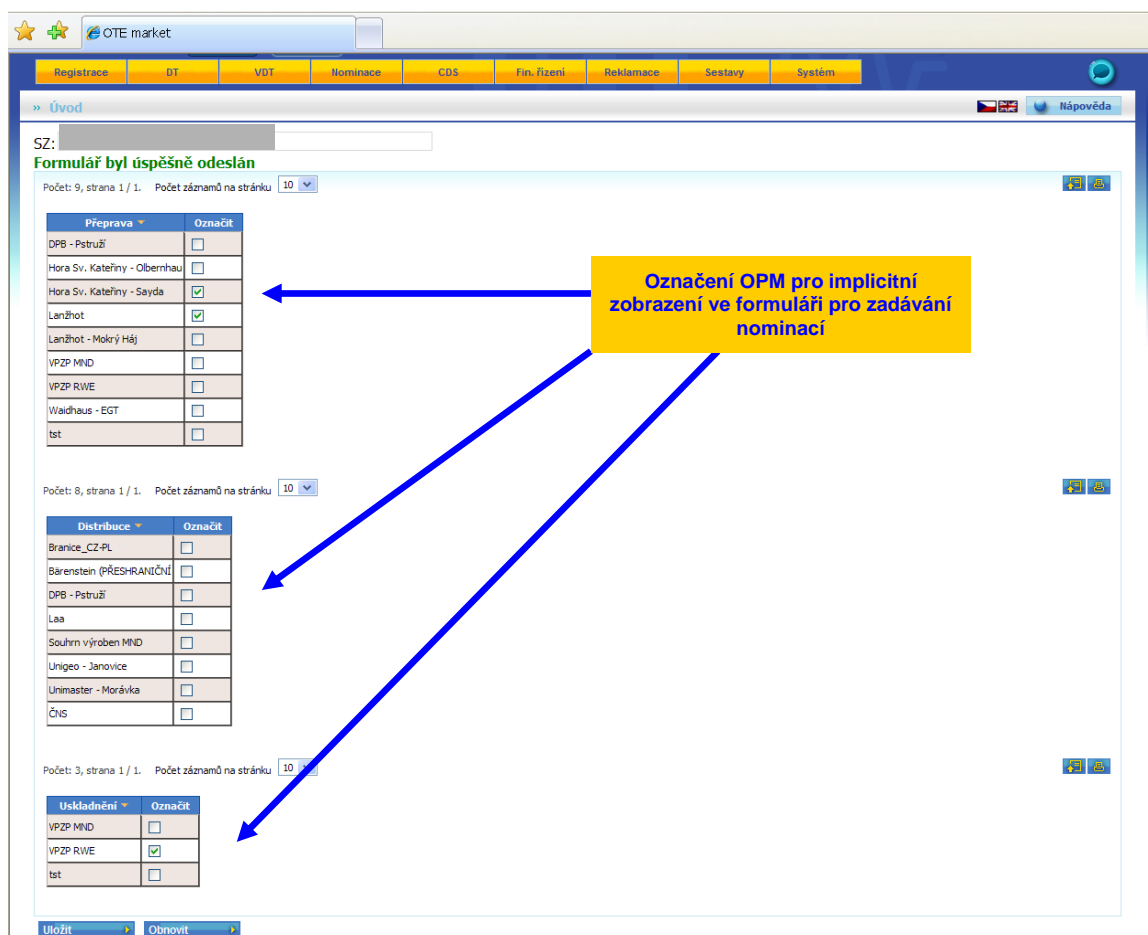 OTE market
Registrace DT VDT Nominace CDS Fin. řízení Reklamace Sestavy Systém
» Úvod Nápověda
SZ:
Formulář byl úspěšně odeslán
Počet: 9, strana 1 / 1. Počet záznamů na stránku 10
Přeprava Označit
DPB - Pstruží
Hora Sv. Kateřiny - Olbernhau
Hora Sv. Kateřiny - Sayda
Lanžhot
Lanžhot - Mokrý Háj
VPZP MND
VPZP RWE
Waidhaus - EGT
tst
Označení OPM pro implicitní
zobrazení ve formuláři pro zadávání
nominací
Počet: 8, strana 1 / 1. Počet záznamů na stránku 10
Distribuce Označit
Branice_CZ-PL
Bärenstein (PŘESHRANIČNÍ
DPB - Pstruží
Laa
Souhrn výroben MND
Unigeo - Janovice
Unimaster - Morávka
ČNS
Počet: 3, strana 1 / 1. Počet záznamů na stránku 10
Uskladnění Označit
VPZP MND
VPZP RWE
tst
Uložit Obnovit